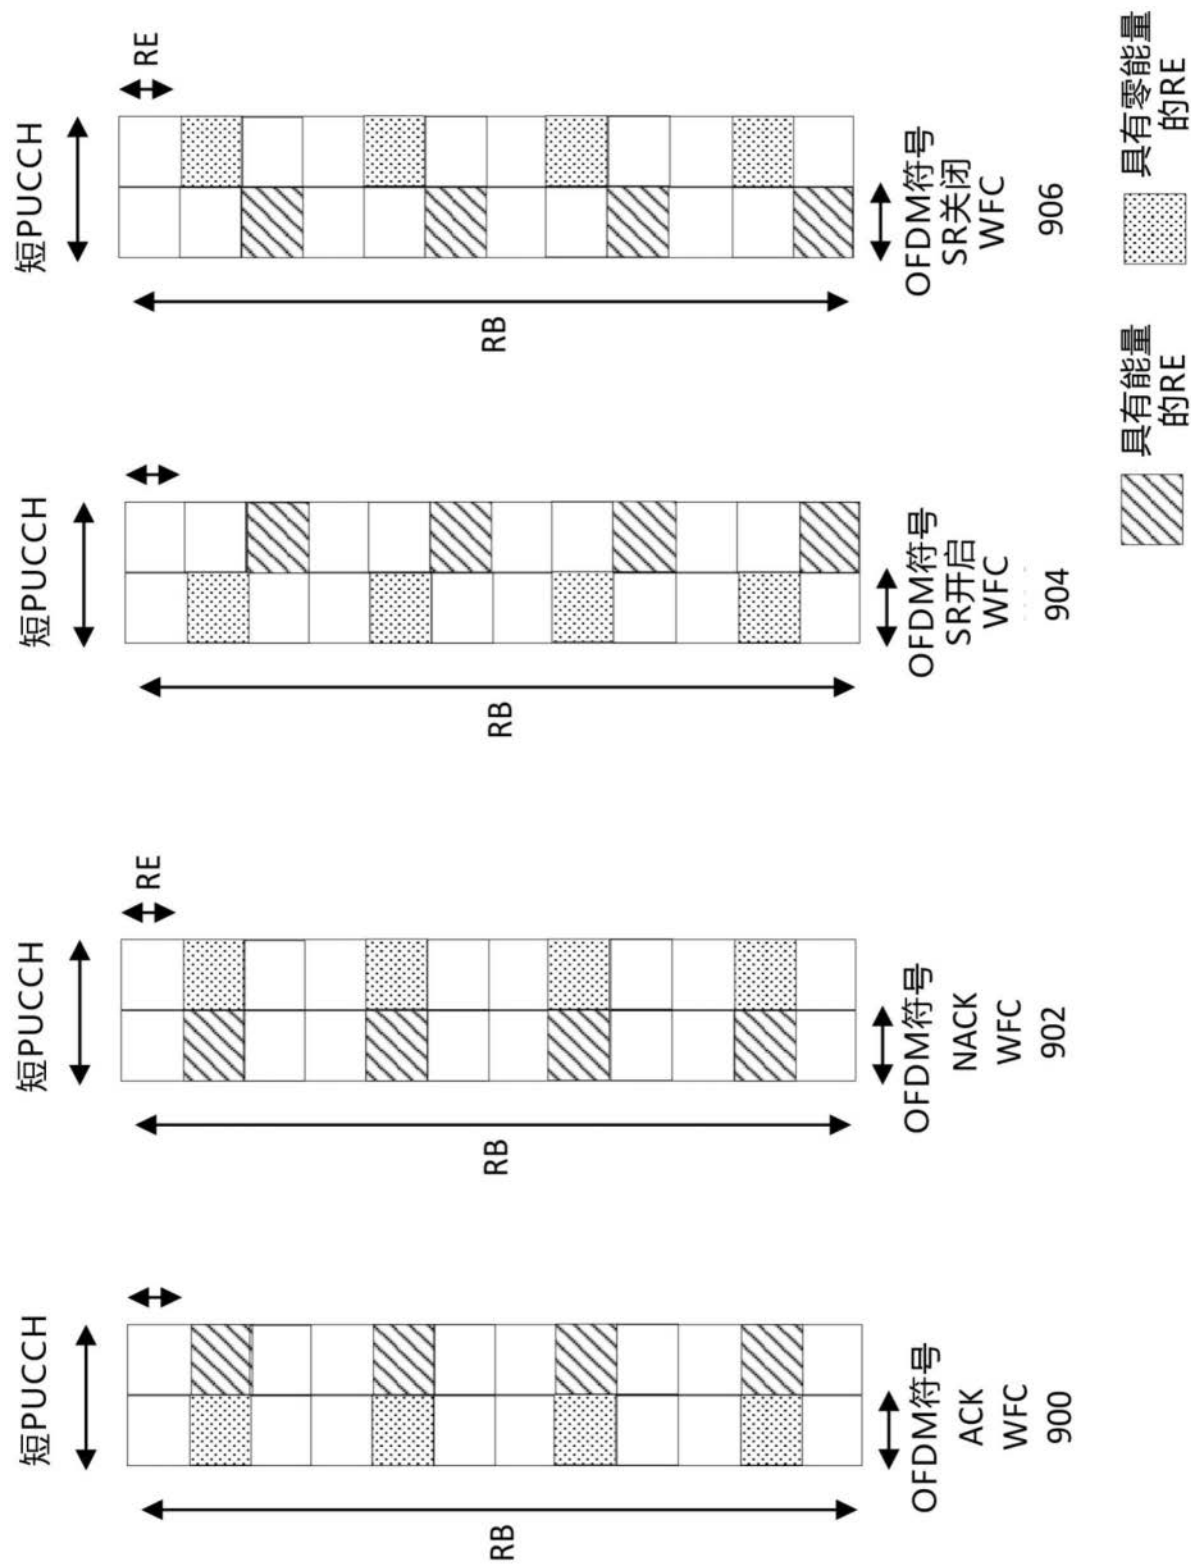 短PUCCH
RE
RB
OFDM符号
SR关闭
WFC
906
短PUCCH
RB
OFDM符号
SR开启
WFC
904
短PUCCH
RE
RB
OFDM符号
NACK
WFC
902
短PUCCH
RB
OFDM符号
ACK
WFC
900
具有能量
的RE
具有零能量
的RE